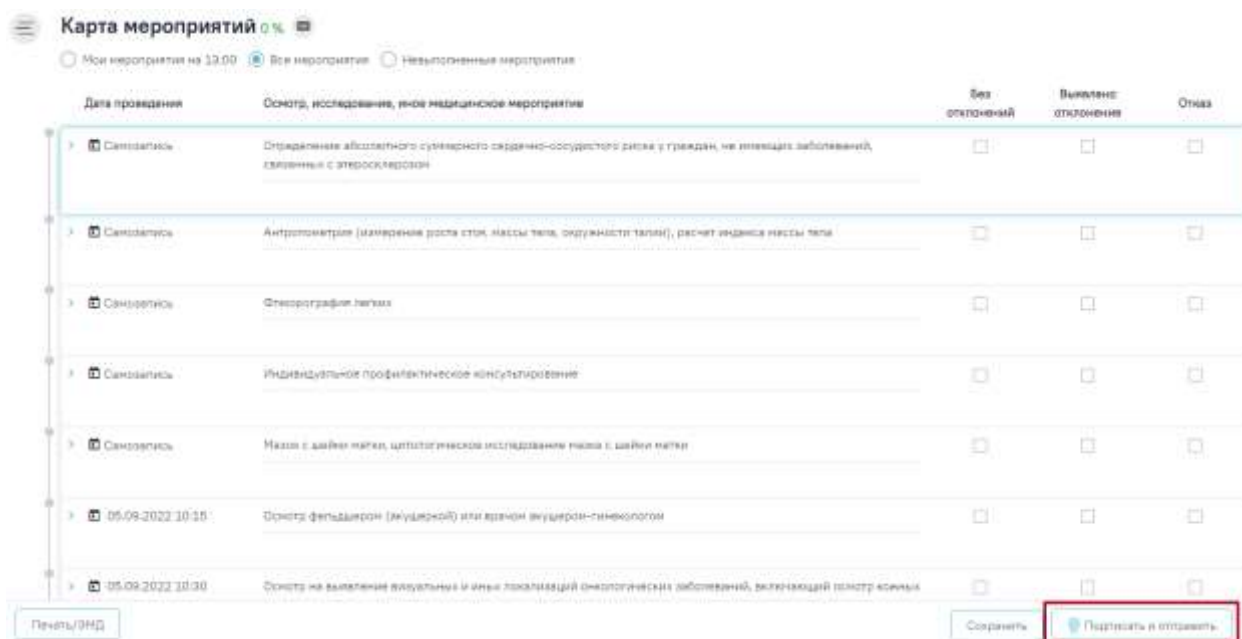 Карта мероприятий 0 %
Мои мероприятия на 13:00 Все мероприятия Невыполненные мероприятия
Дата проведения Осмотр, исследование, иное медицинское мероприятие Без отклонений Выявлено отклонение Отказ
Самозапись Определение абсолютного суммарного сердечно-сосудистого риска у граждан, не имеющих заболеваний,
связанных с атеросклерозом
Самозапись Антропометрия (измерение роста стоя, массы тела, окружности талии), расчет индекса массы тела
Самозапись Флюорография легких
Самозапись Индивидуальное профилактическое консультирование
Самозапись Мазок с шейки матки, цитологическое исследование мазка с шейки матки
05.09.2022 10:15 Осмотр фельдшером (акушеркой) или врачом акушером-гинекологом
05.09.2022 10:30 Осмотр на выявление визуальных и иных локализаций онкологических заболеваний, включающий осмотр кожных
Печать/ЭМД Сохранить Подписать и отправить